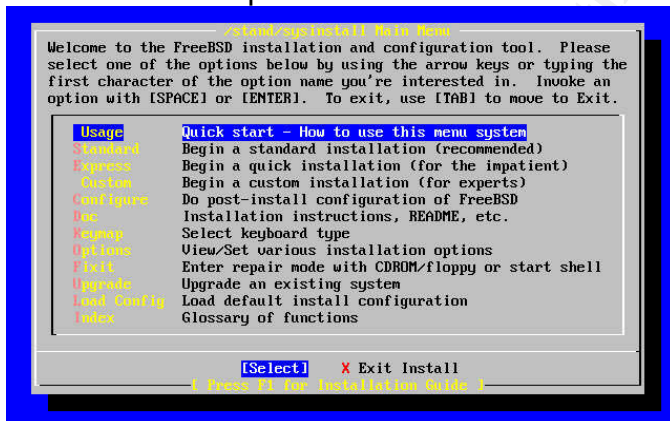 /stand/sysinstall Main Menu
Welcome to the FreeBSD installation and configuration tool. Please
select one of the options below by using the arrow keys or typing the
first character of the option name you're interested in. Invoke an
option with [SPACE] or [ENTER]. To exit, use [TAB] to move to Exit.
Usage Quick start - How to use this menu system
Standard Begin a standard installation (recommended)
Express Begin a quick installation (for the impatient)
Custom Begin a custom installation (for experts)
Configure Do post-install configuration of FreeBSD
Doc Installation instructions, README, etc.
Keymap Select keyboard type
Options View/Set various installation options
Fixit Enter repair mode with CDROM/floppy or start shell
Upgrade Upgrade an existing system
Load Config Load default install configuration
Index Glossary of functions
[Select] X Exit Install
[ Press F1 for Installation Guide ]